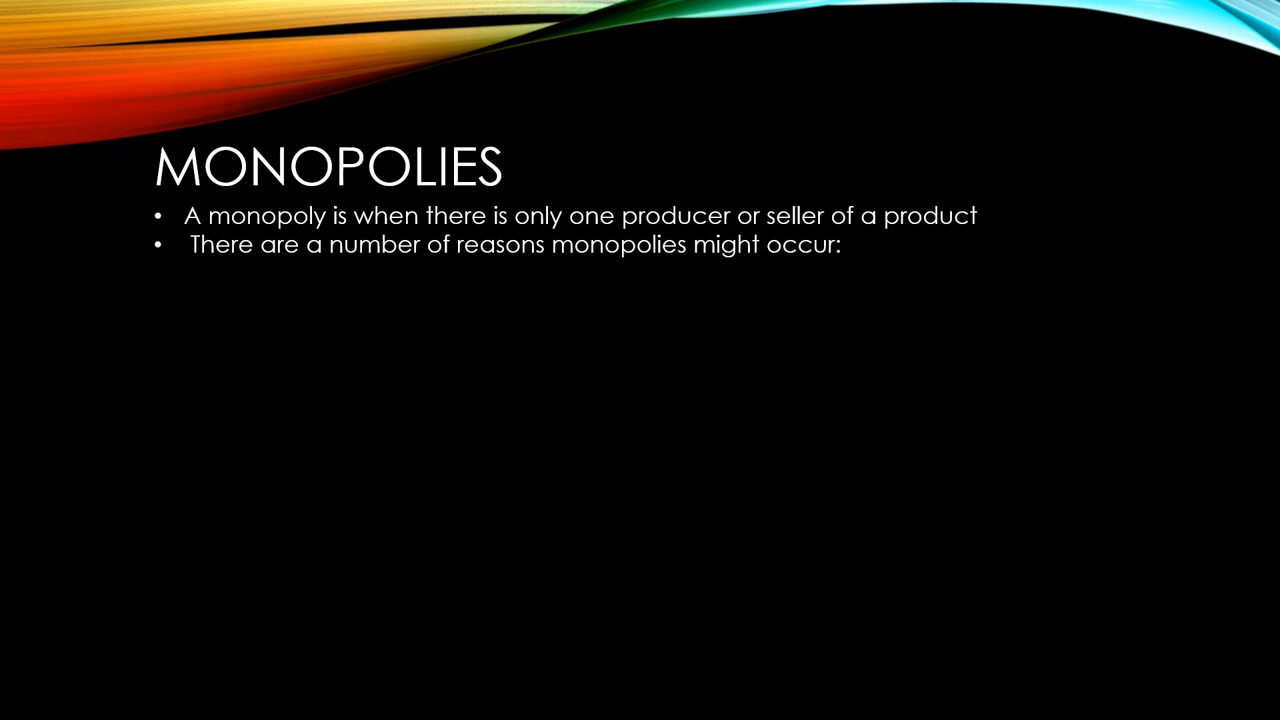 MONOPOLIES
• A monopoly is when there is only one producer or seller of a product
• There are a number of reasons monopolies might occur: